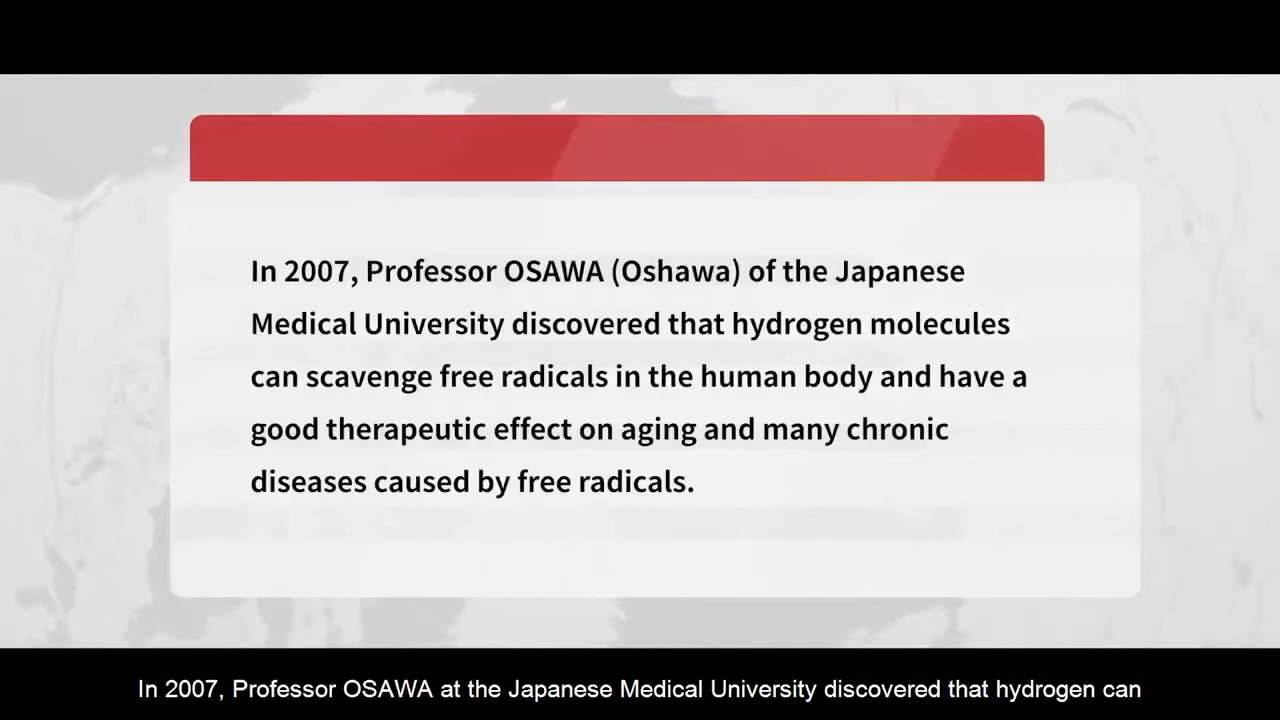 In 2007, Professor OSAWA (Oshawa) of the Japanese
Medical University discovered that hydrogen molecules
can scavenge free radicals in the human body and have a
good therapeutic effect on aging and many chronic
diseases caused by free radicals.
In 2007, Professor OSAWA at the Japanese Medical University discovered that hydrogen can